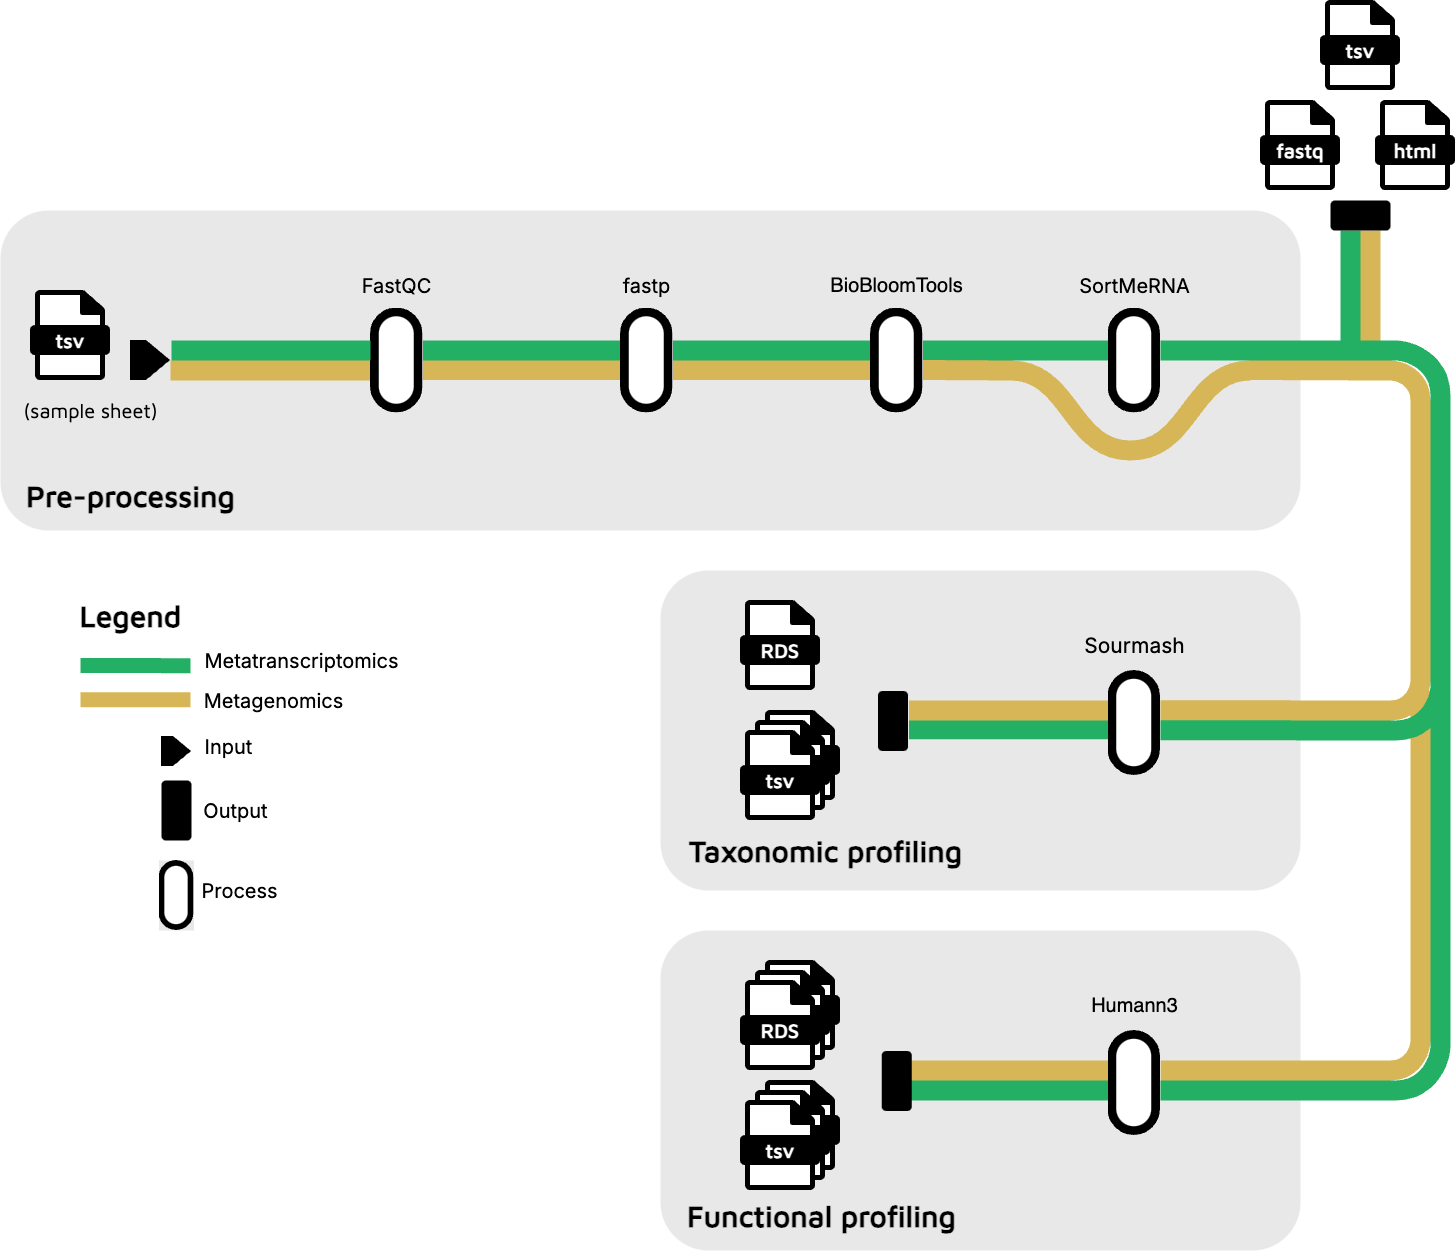 tsv
fastq
html
FastQC
fastp
BioBloomTools
SortMeRNA
tsv
(sample sheet)
Pre-processing
Legend
Metatranscriptomics
Metagenomics
Input
Output
Process
RDS
Sourmash
tsv
Taxonomic profiling
Humann3
RDS
tsv
Functional profiling